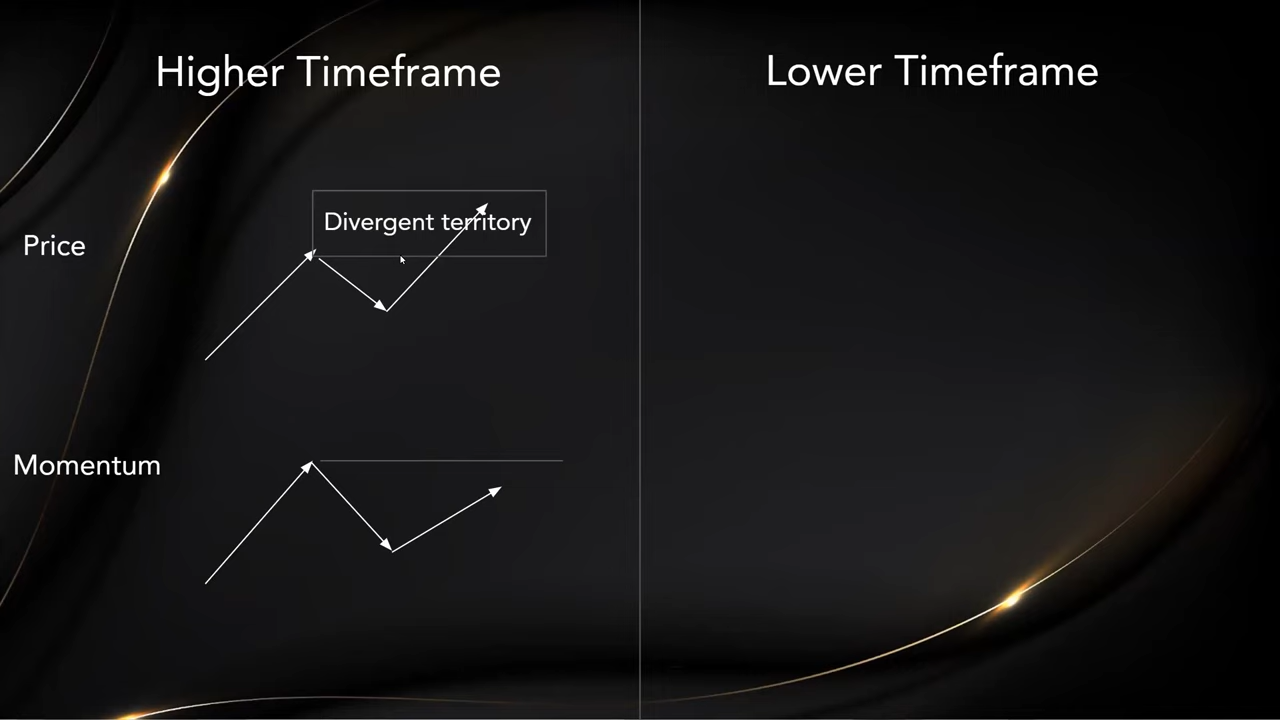 Higher Timeframe
Lower Timeframe
Divergent territory
Price
Momentum